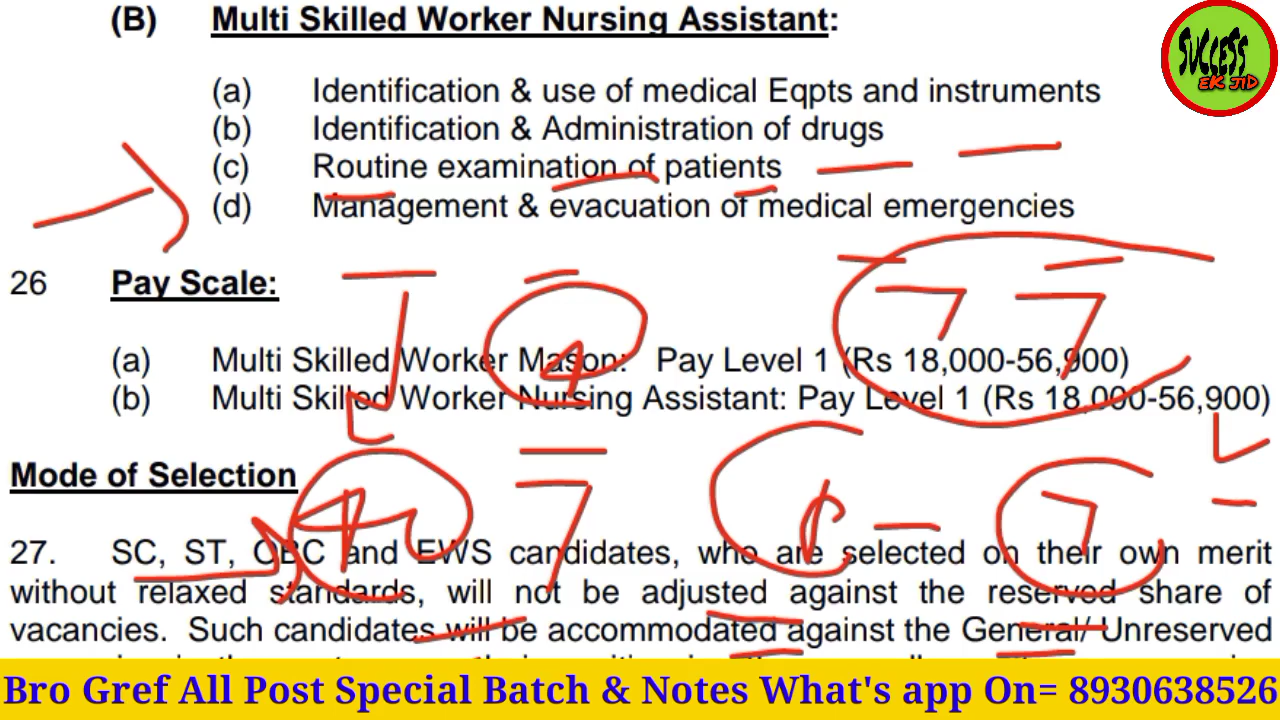 (B) Multi Skilled Worker Nursing Assistant:
SUCCESS
EK JID
(a) Identification & use of medical Eqpts and instruments
(b) Identification & Administration of drugs
(c) Routine examination of patients
(d) Management & evacuation of medical emergencies
26 Pay Scale:
(a) Multi Skilled Worker Mason: Pay Level 1 (Rs 18,000-56,900)
(b) Multi Skilled Worker Nursing Assistant: Pay Level 1 (Rs 18,000-56,900)
Mode of Selection
27. SC, ST, OBC and EWS candidates, who are selected on their own merit
without relaxed standards, will not be adjusted against the reserved share of
vacancies. Such candidates will be accommodated against the General/ Unreserved
Bro Gref All Post Special Batch & Notes What's app On= 8930638526